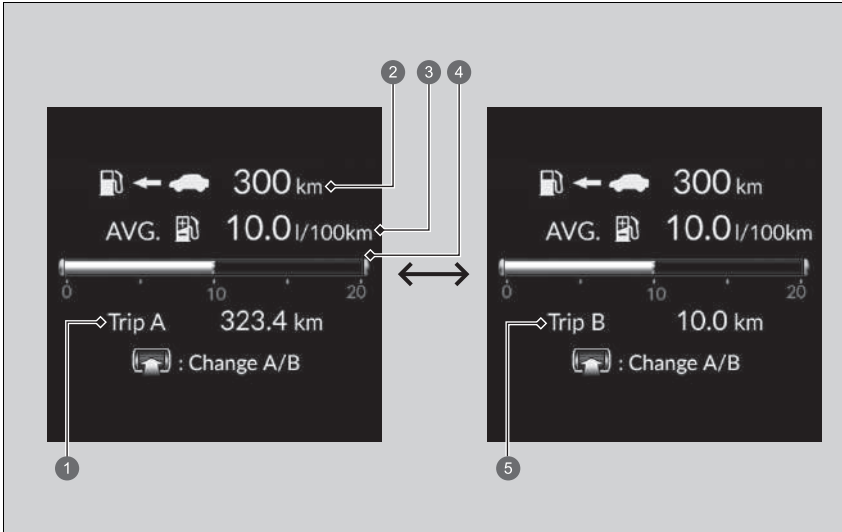 2 3 4
300 km
AVG. 10.0 l/100km
0 10 20
Trip A 323.4 km
: Change A/B
1
300 km
AVG. 10.0 l/100km
0 10 20
Trip B 10.0 km
: Change A/B
5